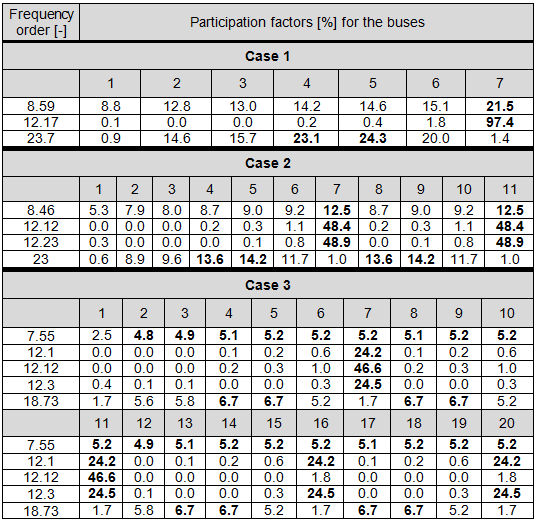 Frequency order [-] Participation factors [%] for the buses
Case 1
1 2 3 4 5 6 7
8.59 8.8 12.8 13.0 14.2 14.6 15.1 21.5
12.17 0.1 0.0 0.0 0.2 0.4 1.8 97.4
23.7 0.9 14.6 15.7 23.1 24.3 20.0 1.4
Case 2
1 2 3 4 5 6 7 8 9 10 11
8.46 5.3 7.9 8.0 8.7 9.0 9.2 12.5 8.7 9.0 9.2 12.5
12.12 0.0 0.0 0.0 0.2 0.3 1.1 48.4 0.2 0.3 1.1 48.4
12.23 0.3 0.0 0.0 0.0 0.1 0.8 48.9 0.0 0.1 0.8 48.9
23 0.6 8.9 9.6 13.6 14.2 11.7 1.0 13.6 14.2 11.7 1.0
Case 3
1 2 3 4 5 6 7 8 9 10
7.55 2.5 4.8 4.9 5.1 5.2 5.2 5.2 5.1 5.2 5.2
12.1 0.0 0.0 0.0 0.1 0.2 0.6 24.2 0.1 0.2 0.6
12.12 0.0 0.0 0.0 0.2 0.3 1.0 46.6 0.2 0.3 1.0
12.3 0.4 0.1 0.1 0.0 0.0 0.3 24.5 0.0 0.0 0.3
18.73 1.7 5.6 5.8 6.7 6.7 5.2 1.7 6.7 6.7 5.2
11 12 13 14 15 16 17 18 19 20
7.55 5.2 4.9 5.1 5.2 5.2 5.2 5.1 5.2 5.2 5.2
12.1 24.2 0.0 0.1 0.2 0.6 24.2 0.1 0.2 0.6 24.2
12.12 46.6 0.0 0.0 0.0 0.0 1.8 0.0 0.0 0.0 1.8
12.3 24.5 0.1 0.0 0.0 0.3 24.5 0.0 0.0 0.3 24.5
18.73 1.7 5.8 6.7 6.7 5.2 1.7 6.7 6.7 5.2 1.7